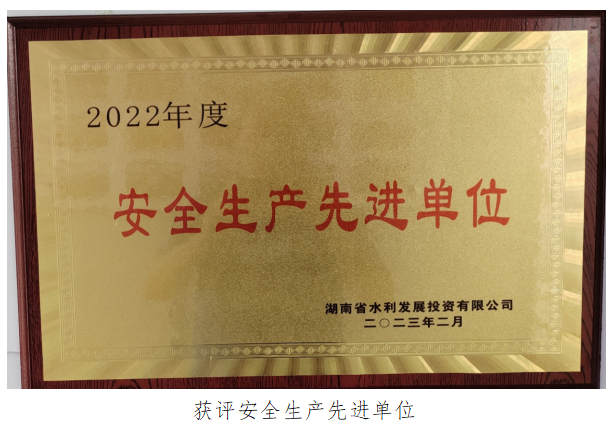 2022年度
安全生产先进单位
湖南省水利发展投资有限公司
二〇二三年二月
获评安全生产先进单位